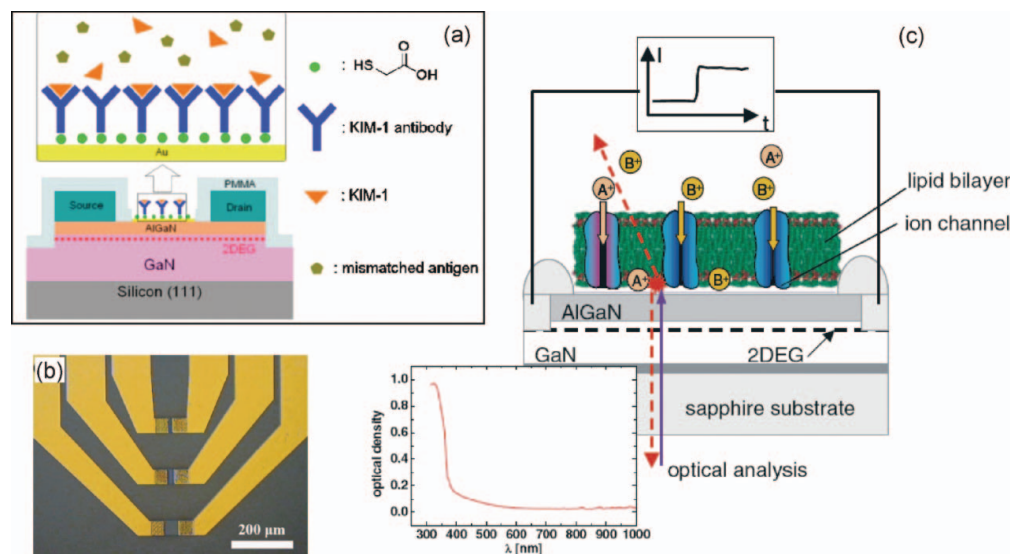 (a)
HS
O
OH
: KIM-1 antibody
: KIM-1
: mismatched antigen
Au
PMMA
Source
Drain
AlGaN
2DEG
GaN
Silicon (111)
(b)
200 µm
(c)
I
t
A⁺
B⁺
A⁺
B⁺
B⁺
A⁺
B⁺
lipid bilayer
ion channel
AlGaN
GaN
2DEG
sapphire substrate
optical analysis
optical density
1.0
0.8
0.6
0.4
0.2
0.0
300 400 500 600 700 800 900 1000
λ [nm]